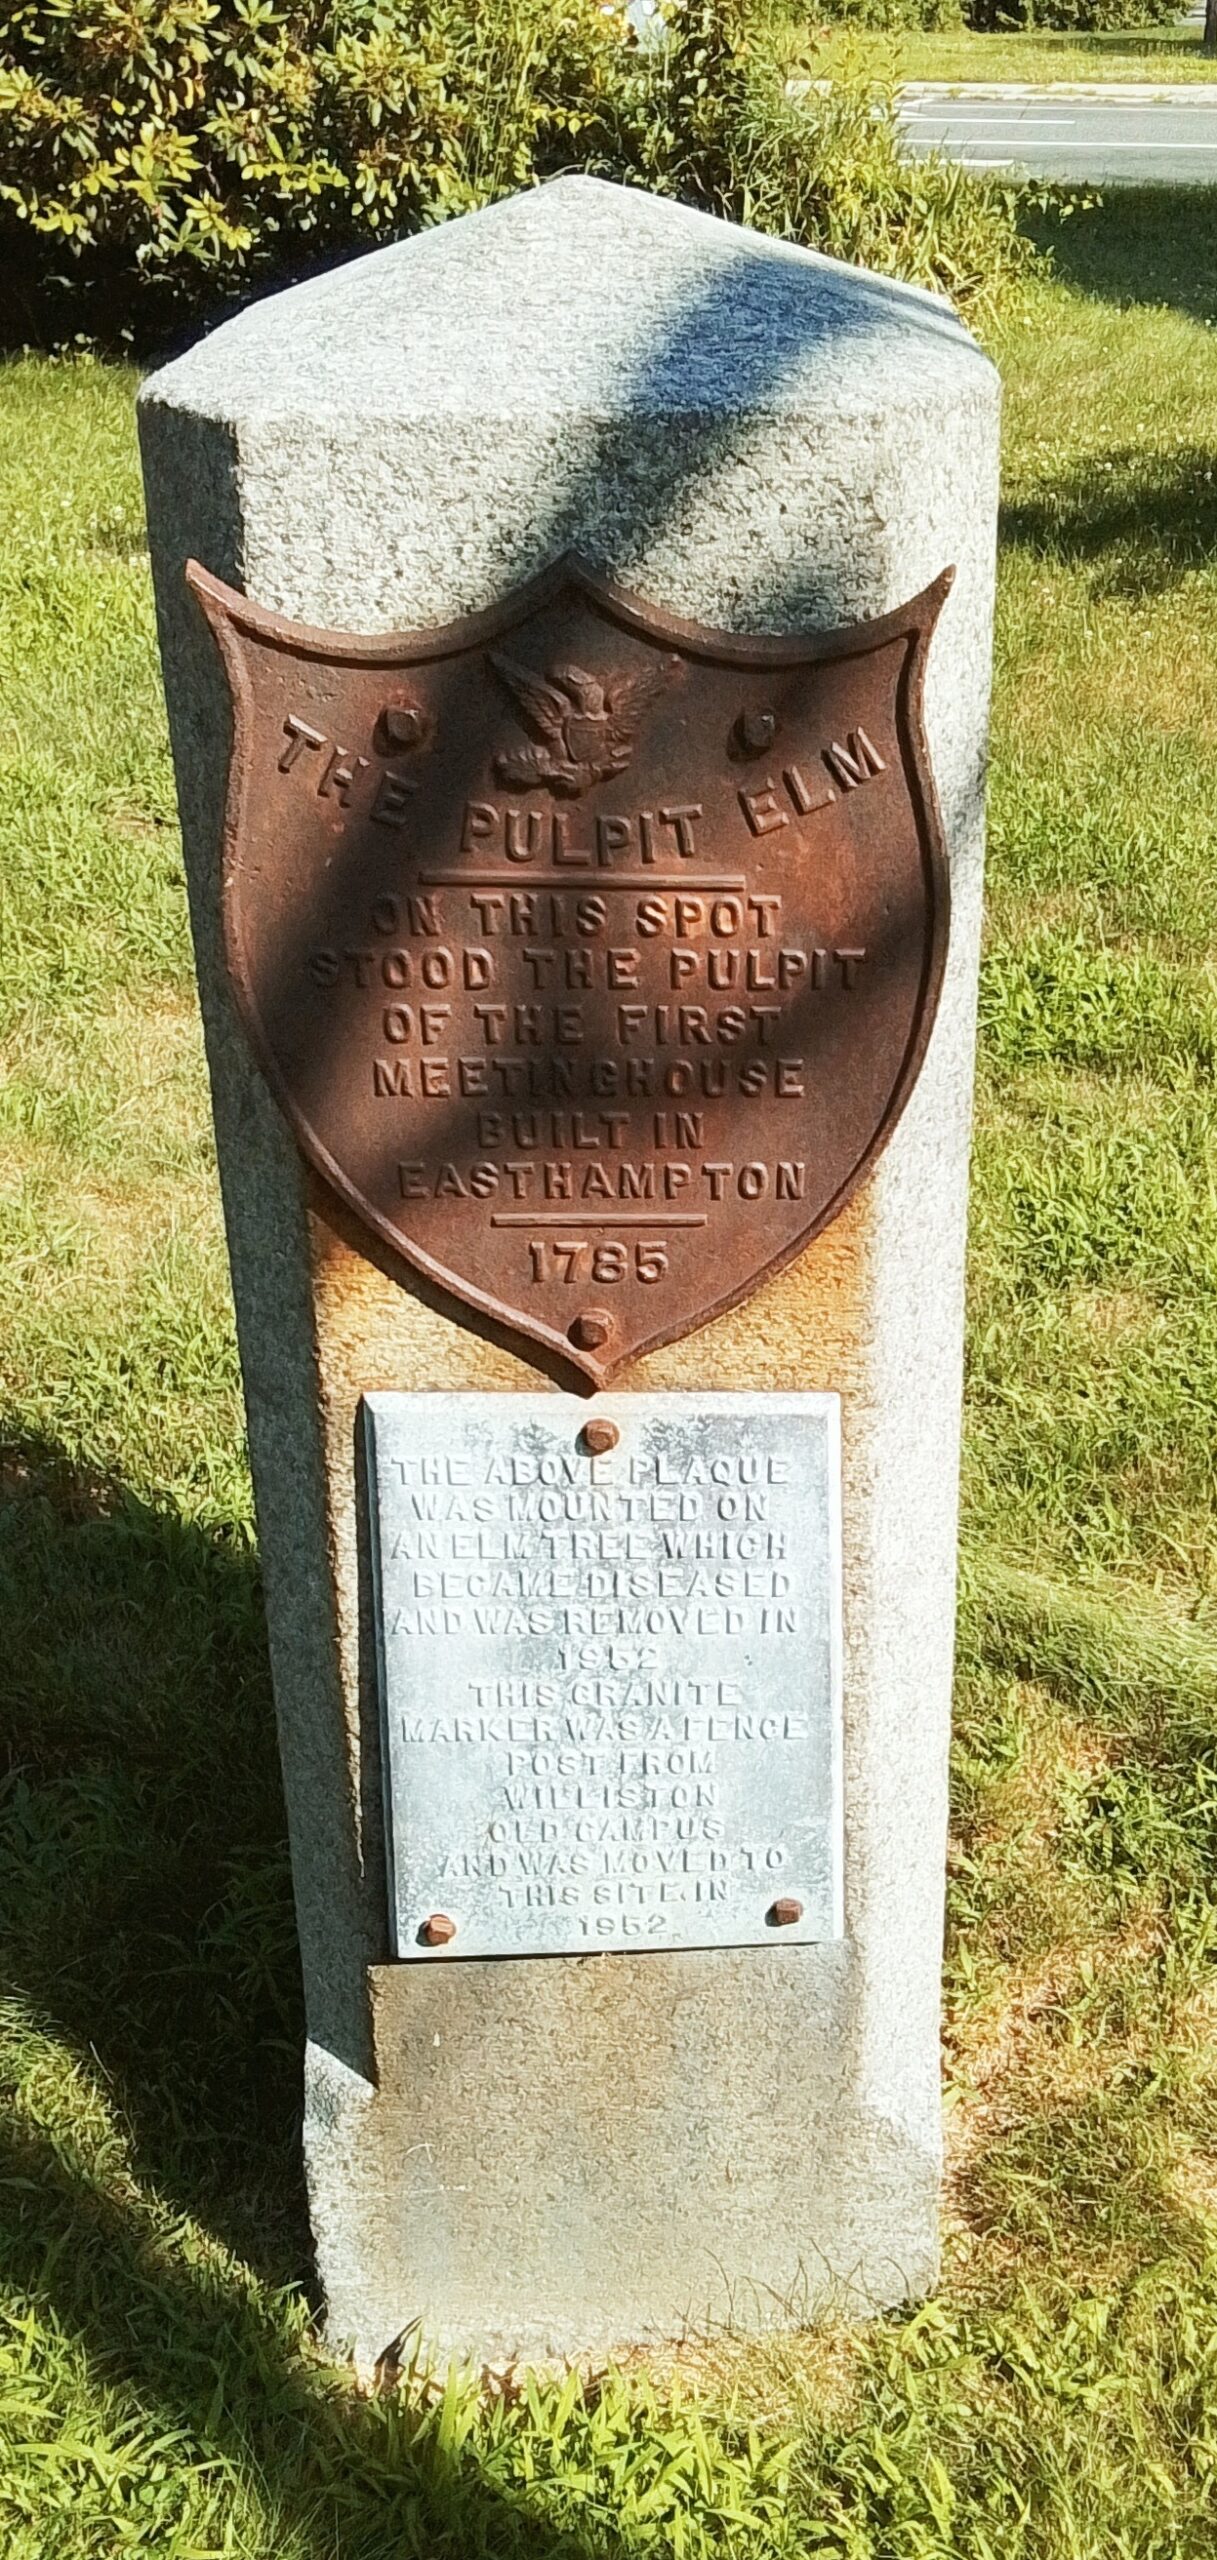 THE PULPIT ELM
ON THIS SPOT
STOOD THE PULPIT
OF THE FIRST
MEETINGHOUSE
BUILT IN
EASTHAMPTON
1785
THE ABOVE PLAQUE
WAS MOUNTED ON
AN ELM TREE WHICH
BECAME DISEASED
AND WAS REMOVED IN
1952
THIS GRANITE
MARKER WAS A FENCE
POST FROM
WILLISTON
OLD CAMPUS
AND WAS MOVED TO
THIS SITE IN
1952